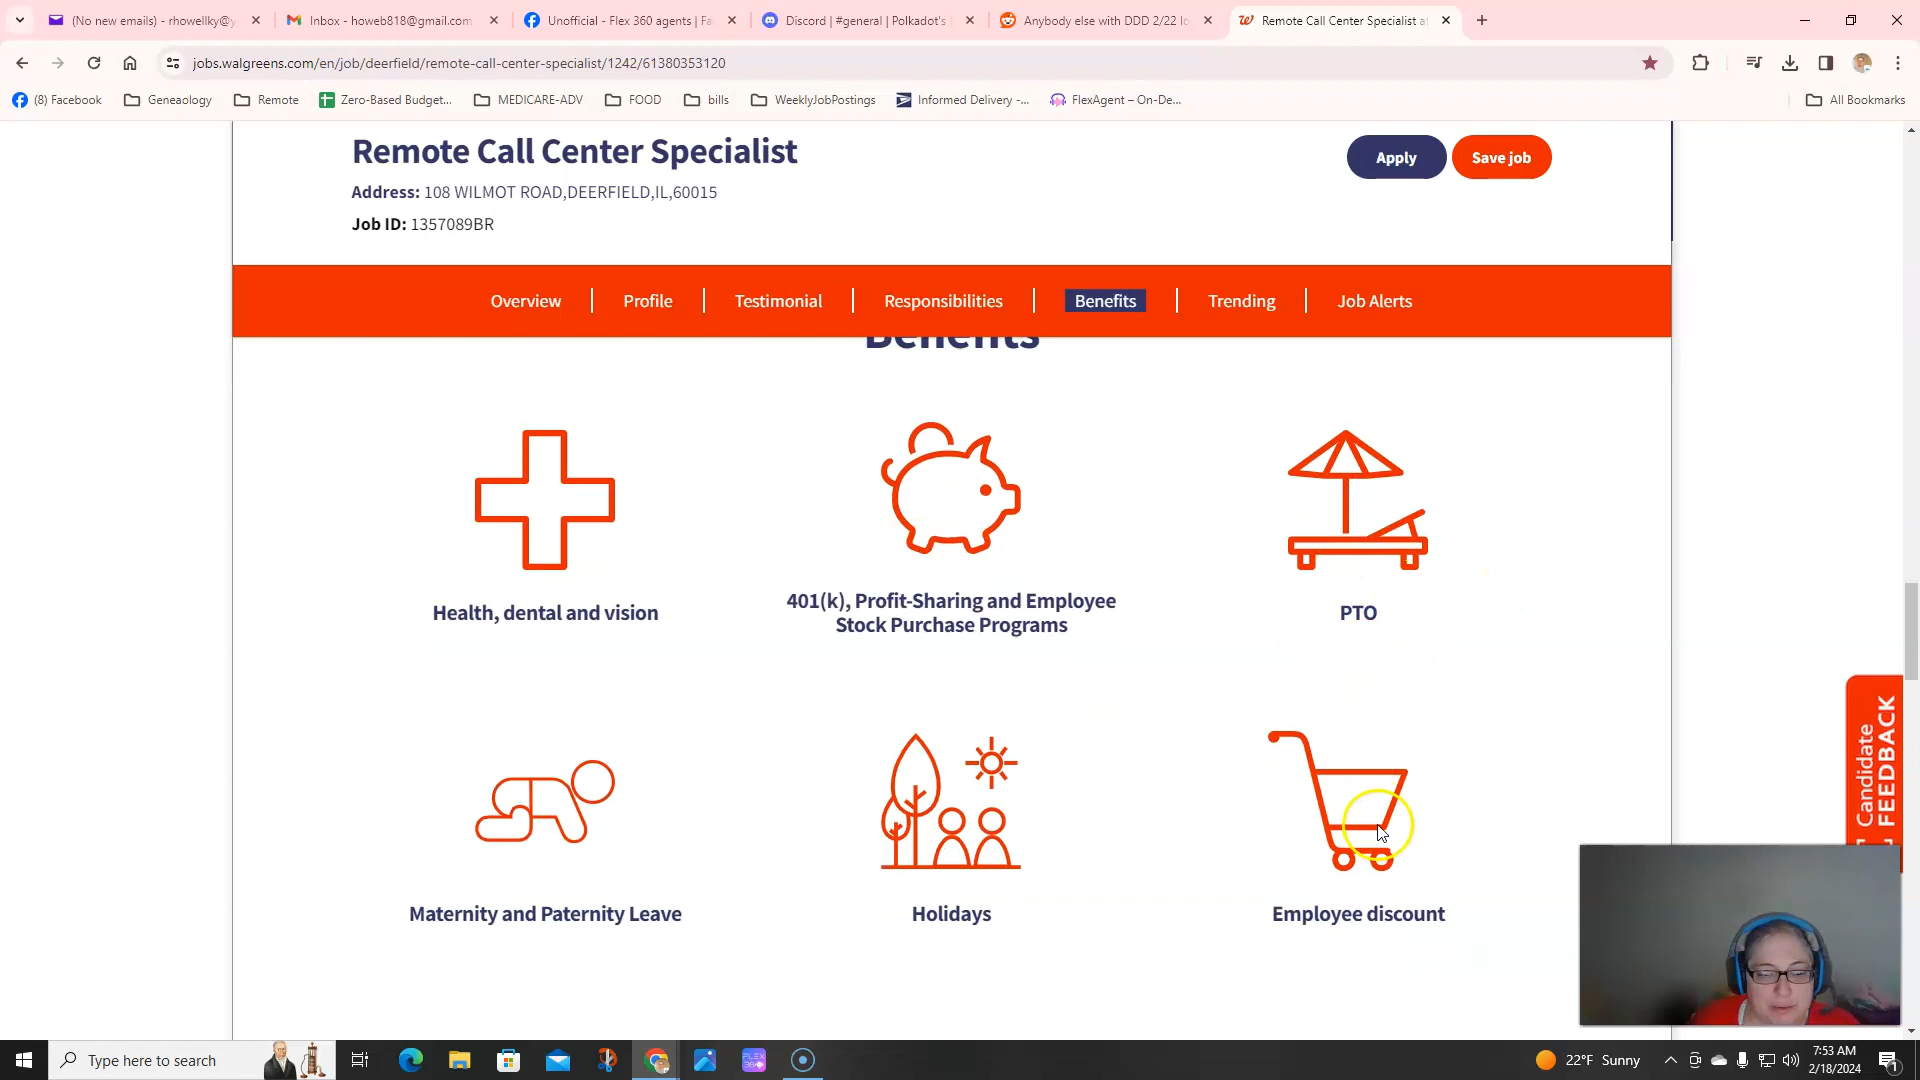 (No new emails) - rhowellky@y
Inbox - howeb818@gmail.com
Unofficial - Flex 360 agents | Fa
Discord | #general | Polkadot's
Anybody else with DDD 2/22 lo
Remote Call Center Specialist a
jobs.walgreens.com/en/job/deerfield/remote-call-center-specialist/1242/61380353120
(8) Facebook
Geneaology
Remote
Zero-Based Budget...
MEDICARE-ADV
FOOD
bills
WeeklyJobPostings
Informed Delivery -...
FlexAgent – On-De...
All Bookmarks
Remote Call Center Specialist
Apply
Save job
Address: 108 WILMOT ROAD,DEERFIELD,IL,60015
Job ID: 1357089BR
Overview
Profile
Testimonial
Responsibilities
Benefits
Trending
Job Alerts
Benefits
Health, dental and vision
401(k), Profit-Sharing and Employee
Stock Purchase Programs
PTO
Candidate
FEEDBACK
Maternity and Paternity Leave
Holidays
Employee discount
Type here to search
22°F Sunny
7:53 AM
2/18/2024